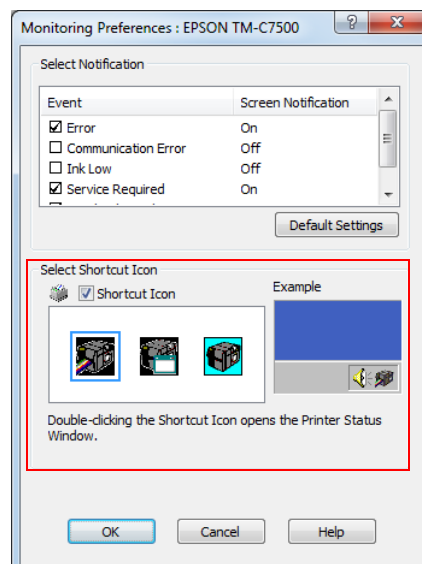 Monitoring Preferences : EPSON TM-C7500
Select Notification
Event Screen Notification
Error On
Communication Error Off
Ink Low Off
Service Required On
Default Settings
Select Shortcut Icon
Shortcut Icon
Example
Double-clicking the Shortcut Icon opens the Printer Status
Window.
OK Cancel Help